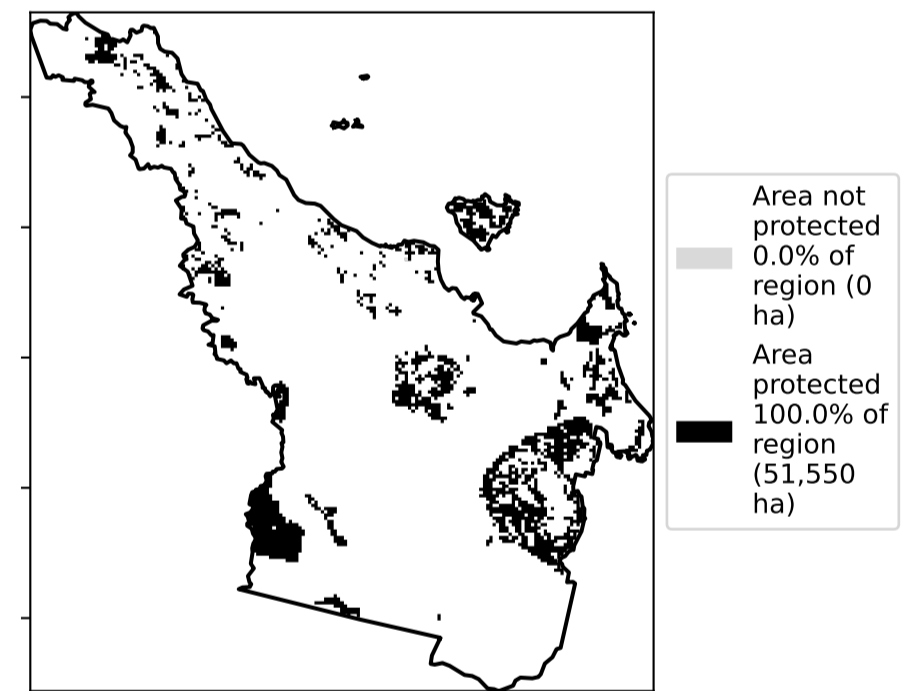 Area not
protected
0.0% of
region (0
ha)
Area
protected
100.0% of
region
(51,550
ha)